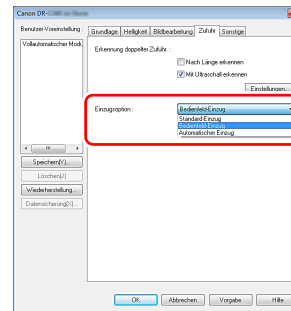 Canon DR-
Benutzer-Voreinstellung :
Vollautomatischer Modu
Speichern(Y)...
Löschen(J)
Wiederherstellung...
Datensicherung(X)...
Grundlage Helligkeit Bildbearbeitung Zufuhr Sonstige
Erkennung doppelter Zufuhr. :
Nach Länge erkennen
Mit Ultraschall erkennen
Einstellungen...
Einzugsoption :
Bedienfeld-Einzug
Standard-Einzug
Bedienfeld-Einzug
Automatischer Einzug
OK Abbrechen Vorgabe Hilfe